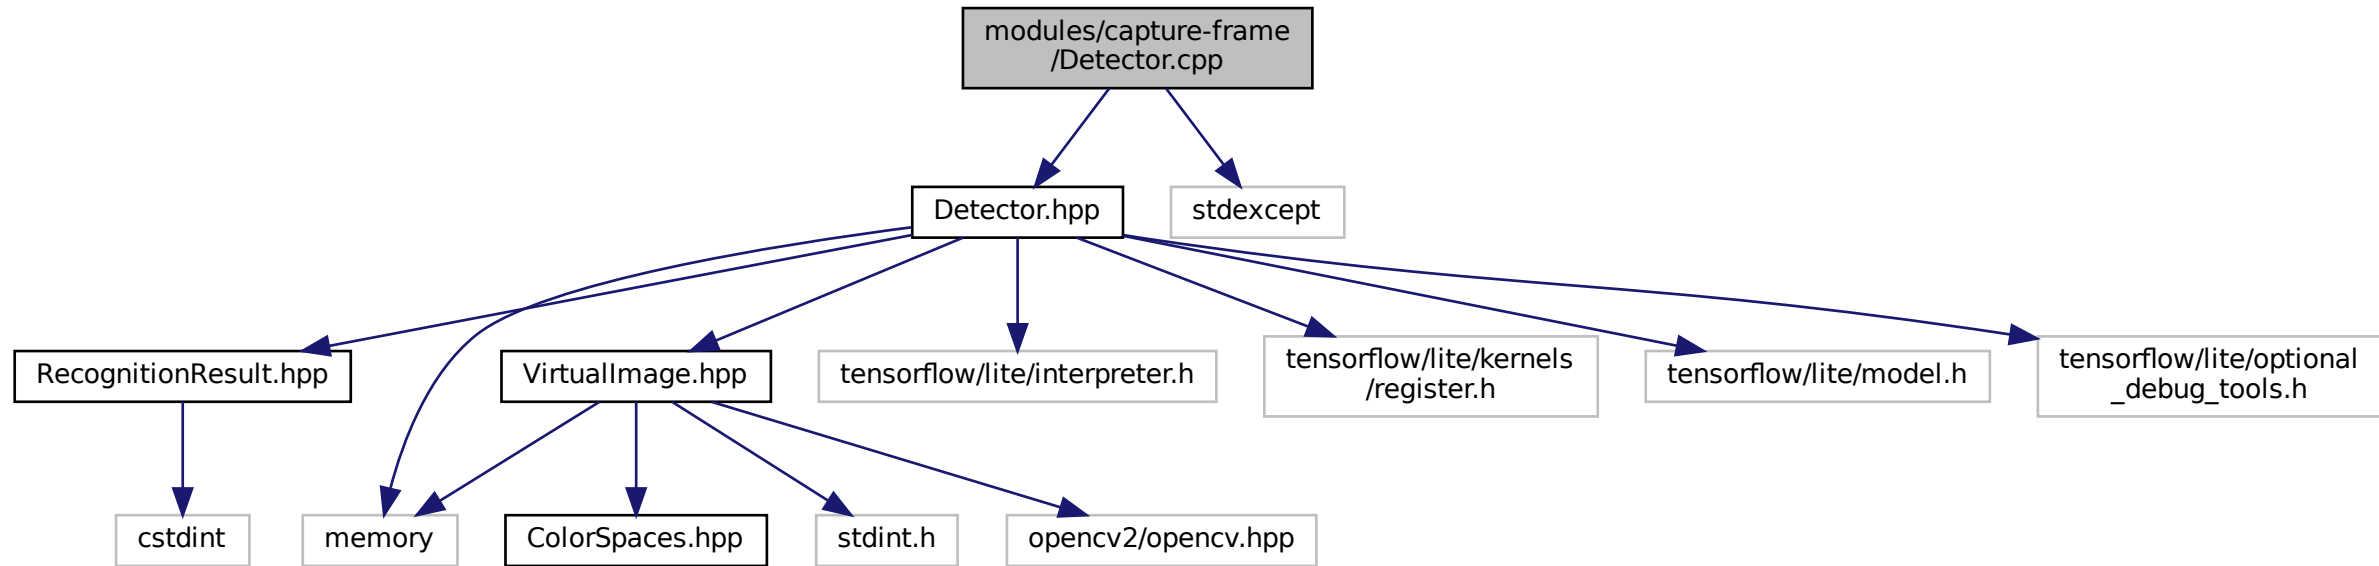 modules/capture-frame
/Detector.cpp
Detector.hpp
stdexcept
RecognitionResult.hpp
VirtualImage.hpp
tensorflow/lite/interpreter.h
tensorflow/lite/kernels
/register.h
tensorflow/lite/model.h
tensorflow/lite/optional
_debug_tools.h
cstdint
memory
ColorSpaces.hpp
stdint.h
opencv2/opencv.hpp